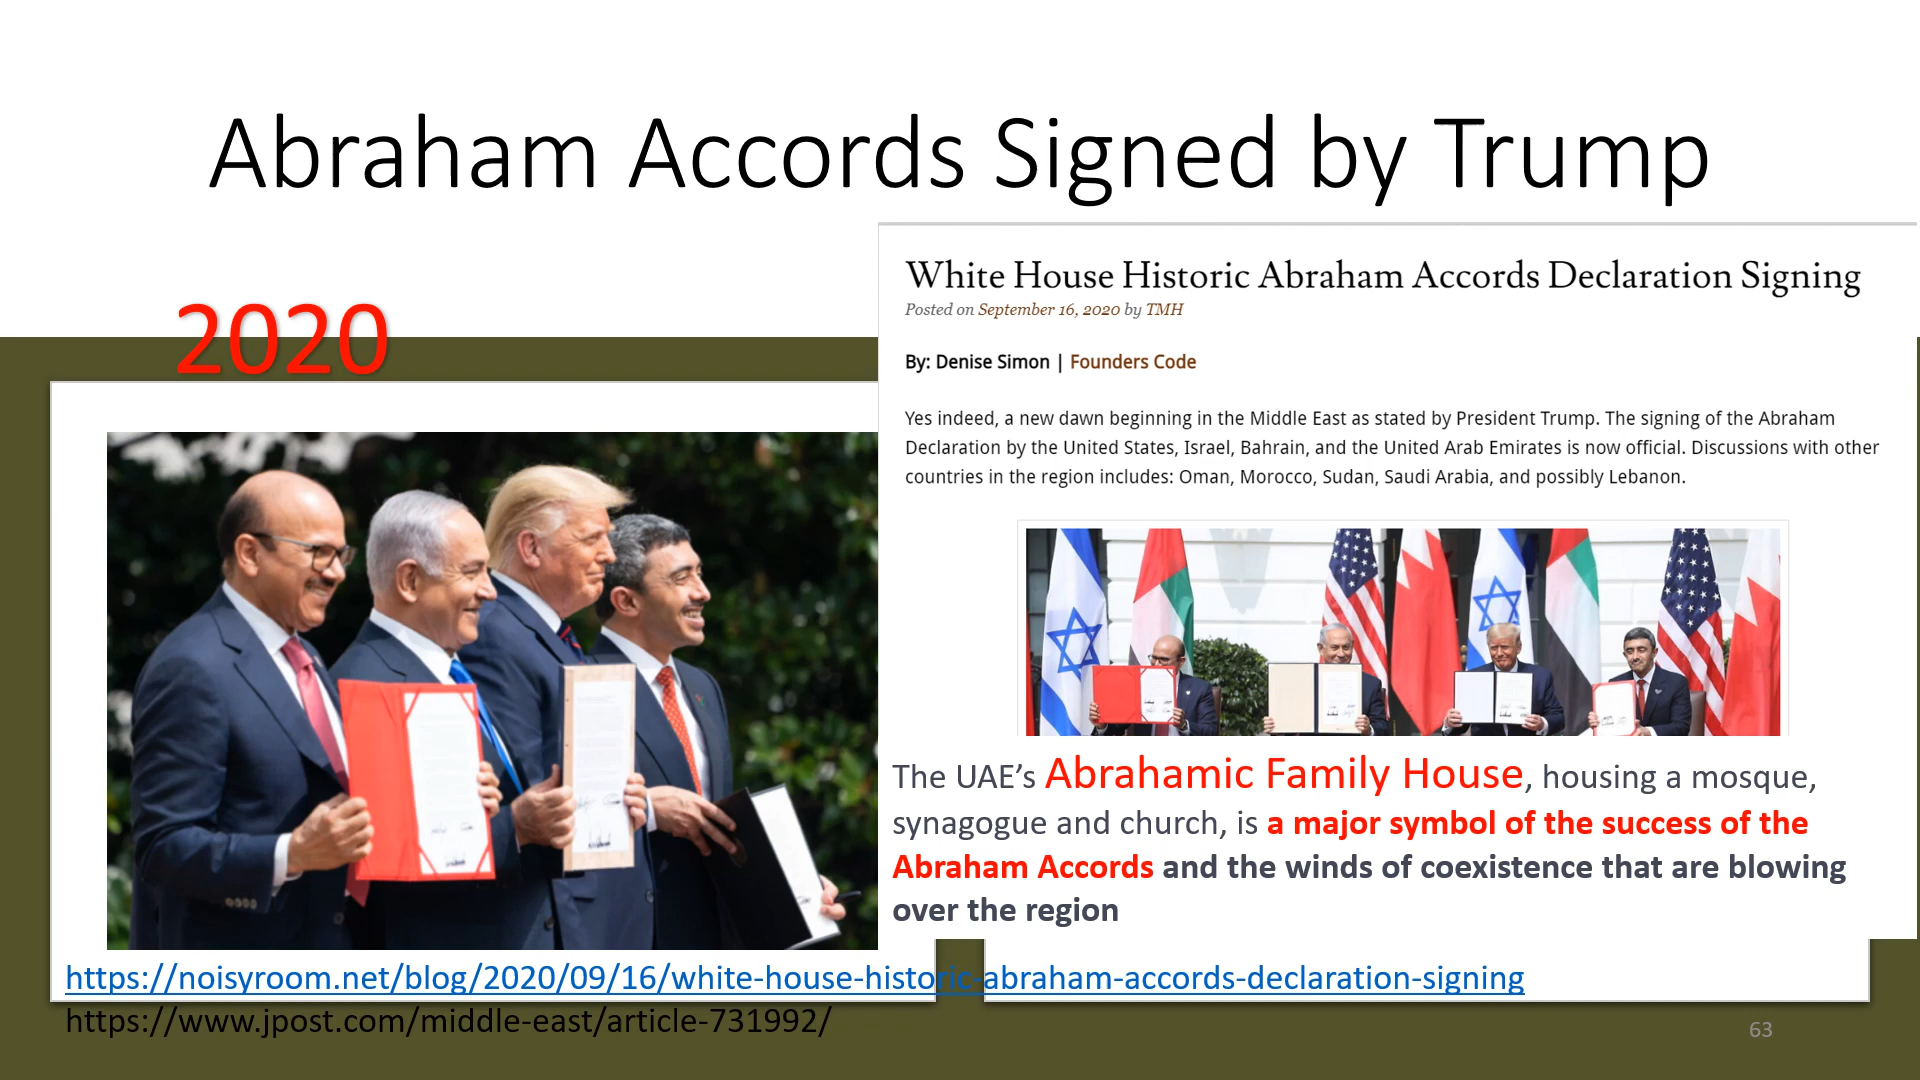 Abraham Accords Signed by Trump
2020
White House Historic Abraham Accords Declaration Signing
Posted on September 16, 2020 by TMH
By: Denise Simon | Founders Code
Yes indeed, a new dawn beginning in the Middle East as stated by President Trump. The signing of the Abraham
Declaration by the United States, Israel, Bahrain, and the United Arab Emirates is now official. Discussions with other
countries in the region includes: Oman, Morocco, Sudan, Saudi Arabia, and possibly Lebanon.
The UAE’s Abrahamic Family House, housing a mosque,
synagogue and church, is a major symbol of the success of the
Abraham Accords and the winds of coexistence that are blowing
over the region
https://noisyroom.net/blog/2020/09/16/white-house-historic-abraham-accords-declaration-signing
https://www.jpost.com/middle-east/article-731992/
63